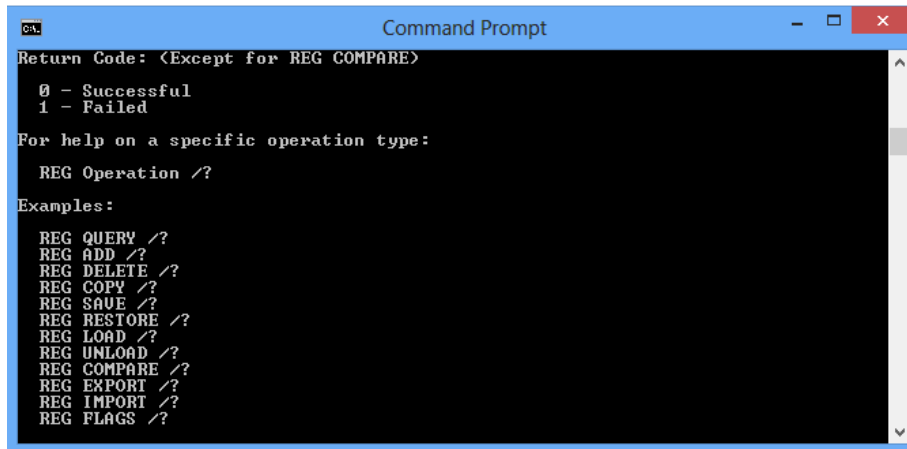 C:\.
Command Prompt
Return Code: (Except for REG COMPARE)
0 - Successful
1 - Failed
For help on a specific operation type:
REG Operation /?
Examples:
REG QUERY /?
REG ADD /?
REG DELETE /?
REG COPY /?
REG SAVE /?
REG RESTORE /?
REG LOAD /?
REG UNLOAD /?
REG COMPARE /?
REG EXPORT /?
REG IMPORT /?
REG FLAGS /?